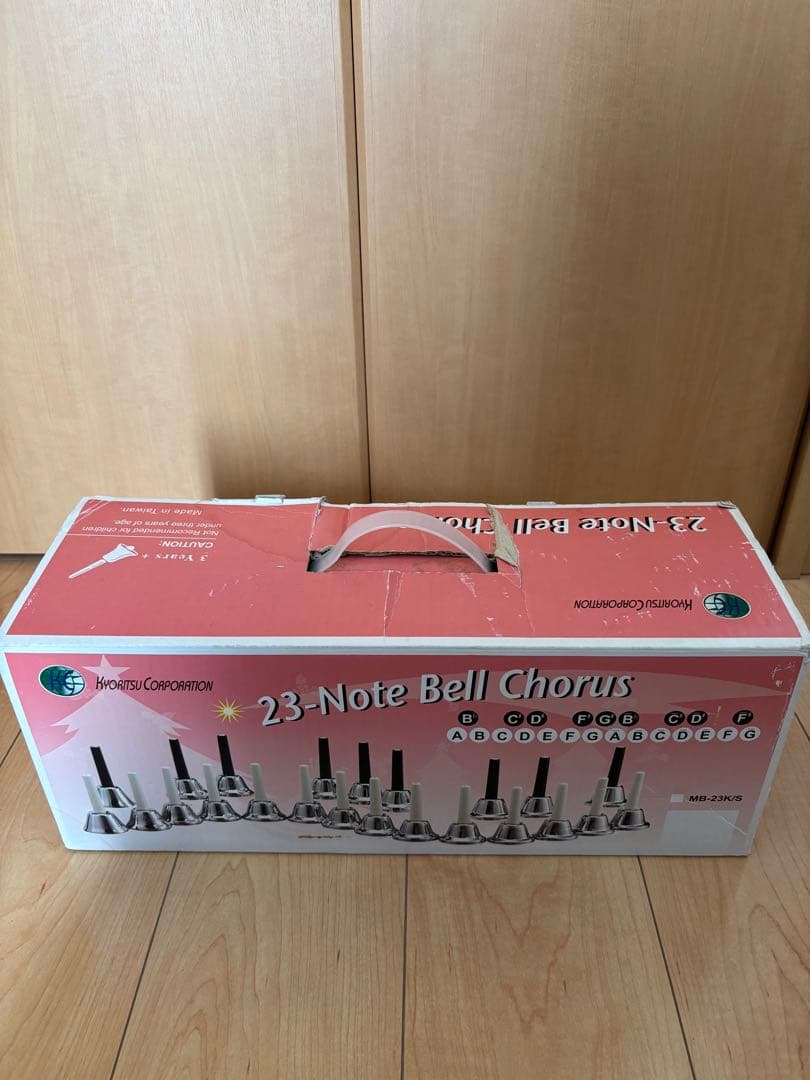 23-Note Bell Cho
KYORITSU CORPORATION
3 Years +
CAUTION:
Not Recommended for children
under three years of age.
Made in Taiwan.
KYORITSU CORPORATION
23-Note Bell Chorus
B♭ C♯ D♯ F♯ G♯ B♭ C♯ D♯ F♯
A B C D E F G A B C D E F G
MB-23K/S